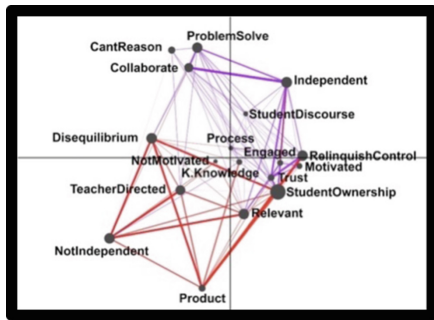 ProblemSolve
CantReason
Collaborate
Independent
StudentDiscourse
Disequilibrium
Process
Engaged
RelinquishControl
NotMotivated
Motivated
K.Knowledge
Trust
TeacherDirected
StudentOwnership
Relevant
NotIndependent
Product